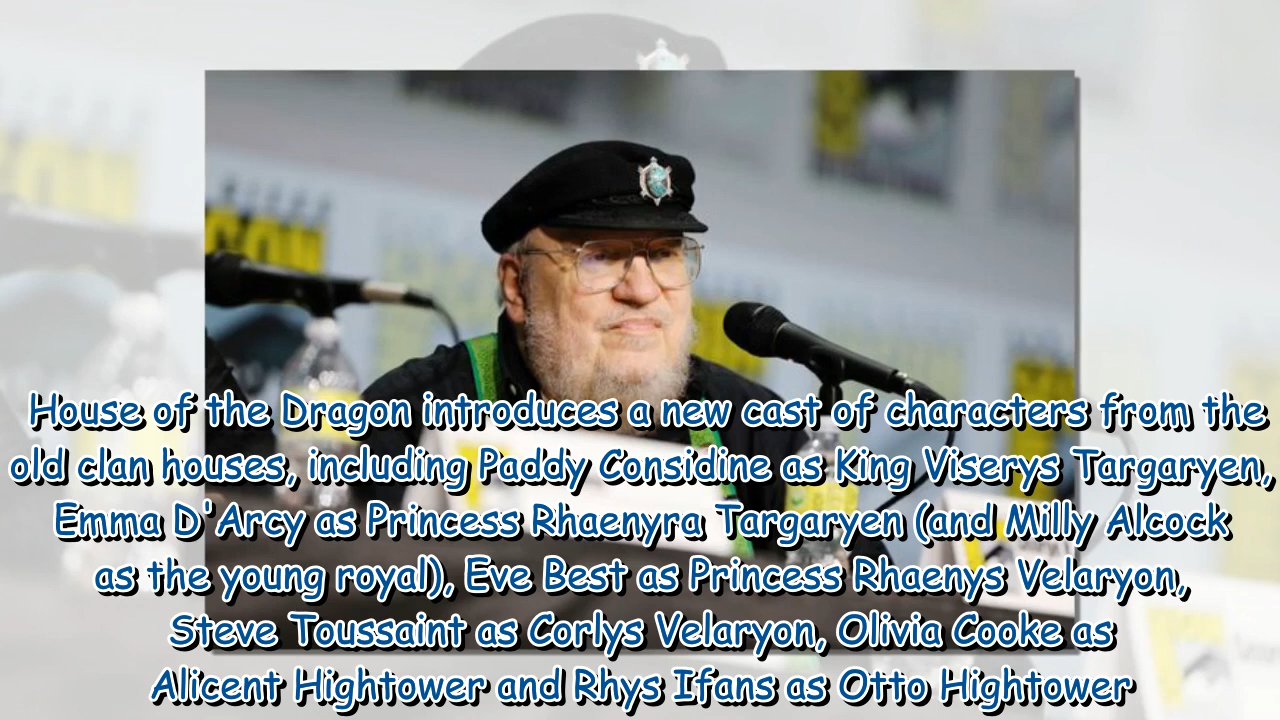 House of the Dragon introduces a new cast of characters from the
old clan houses, including Paddy Considine as King Viserys Targaryen,
Emma D'Arcy as Princess Rhaenyra Targaryen (and Milly Alcock
as the young royal), Eve Best as Princess Rhaenys Velaryon,
Steve Toussaint as Corlys Velaryon, Olivia Cooke as
Alicent Hightower and Rhys Ifans as Otto Hightower